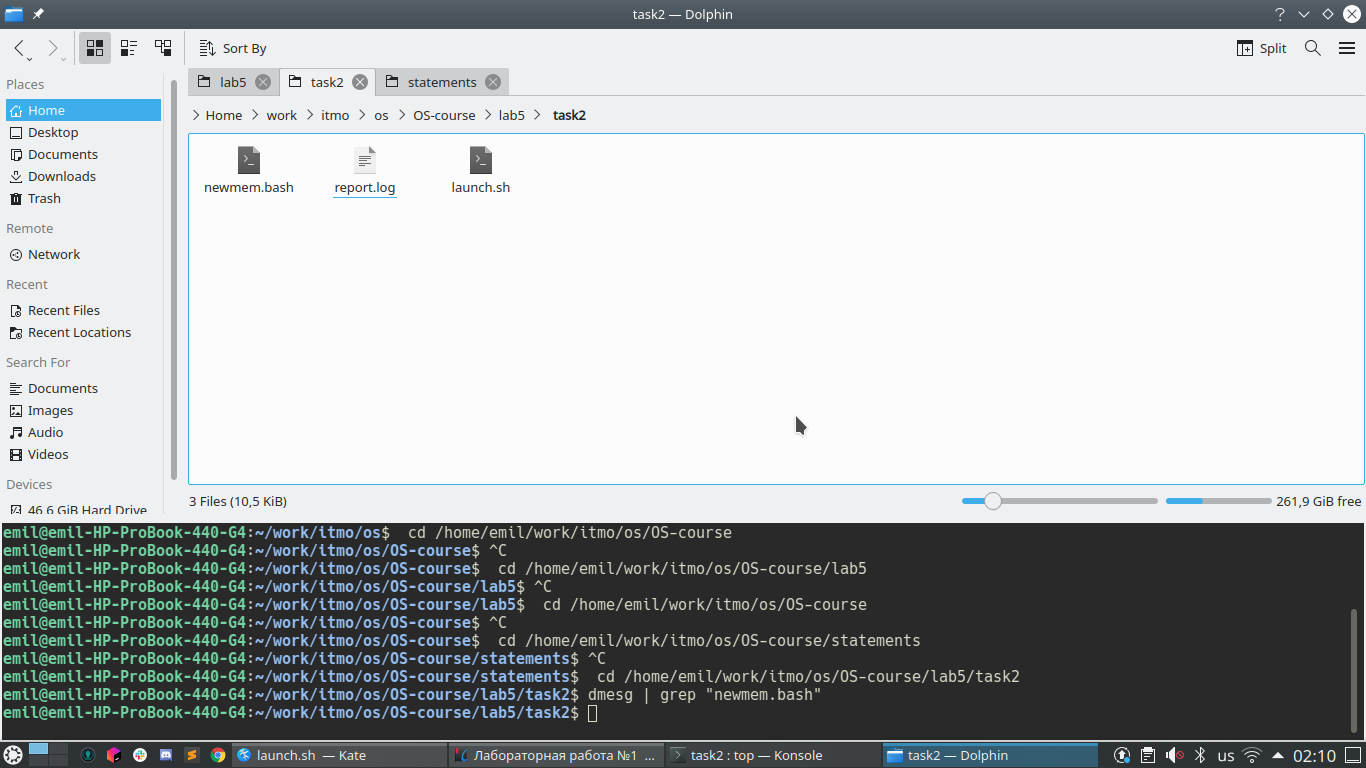 task2 — Dolphin
Sort By
Split
Places
Home
Desktop
Documents
Downloads
Trash
Remote
Network
Recent
Recent Files
Recent Locations
Search For
Documents
Images
Audio
Videos
Devices
46,6 GiB Hard Drive
lab5
task2
statements
Home > work > itmo > os > OS-course > lab5 > task2
newmem.bash
report.log
launch.sh
3 Files (10,5 KiB)
261,9 GiB free
emil@emil-HP-ProBook-440-G4:~/work/itmo/os$  cd /home/emil/work/itmo/os/OS-course
emil@emil-HP-ProBook-440-G4:~/work/itmo/os/OS-course$ ^C
emil@emil-HP-ProBook-440-G4:~/work/itmo/os/OS-course$  cd /home/emil/work/itmo/os/OS-course/lab5
emil@emil-HP-ProBook-440-G4:~/work/itmo/os/OS-course/lab5$ ^C
emil@emil-HP-ProBook-440-G4:~/work/itmo/os/OS-course/lab5$  cd /home/emil/work/itmo/os/OS-course
emil@emil-HP-ProBook-440-G4:~/work/itmo/os/OS-course$ ^C
emil@emil-HP-ProBook-440-G4:~/work/itmo/os/OS-course$  cd /home/emil/work/itmo/os/OS-course/statements
emil@emil-HP-ProBook-440-G4:~/work/itmo/os/OS-course/statements$ ^C
emil@emil-HP-ProBook-440-G4:~/work/itmo/os/OS-course/statements$  cd /home/emil/work/itmo/os/OS-course/lab5/task2
emil@emil-HP-ProBook-440-G4:~/work/itmo/os/OS-course/lab5/task2$ dmesg | grep "newmem.bash"
emil@emil-HP-ProBook-440-G4:~/work/itmo/os/OS-course/lab5/task2$
launch.sh — Kate
Лабораторная работа №1 ...
task2 : top — Konsole
task2 — Dolphin
us
02:10